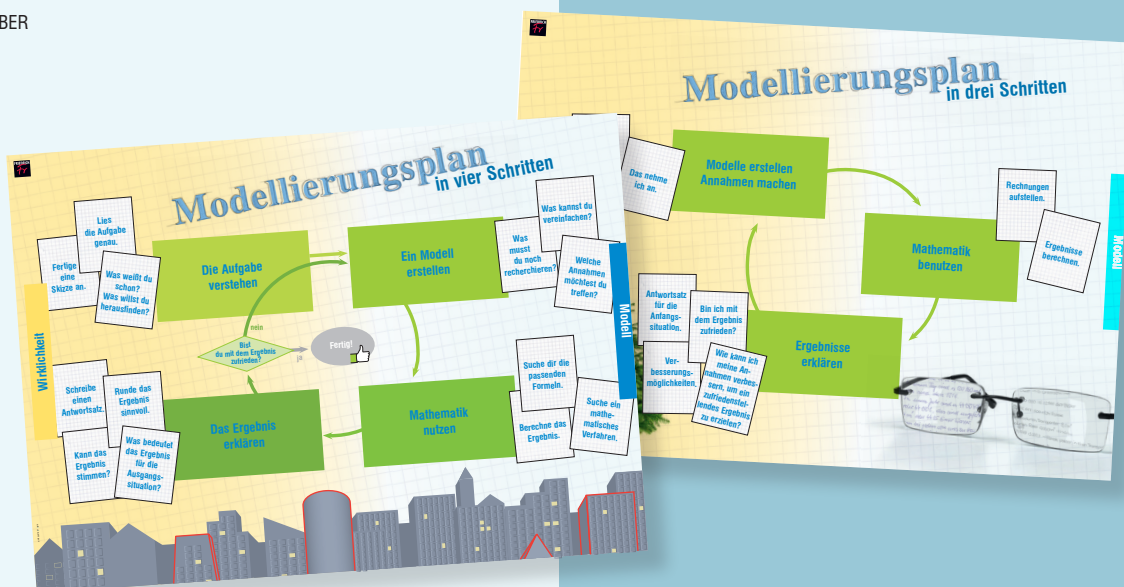 BER
FRIEDRICH
Fr
Modellierungsplan
in vier Schritten
Lies
die Aufgabe
genau.
Fertige
eine
Skizze an.
Was weißt du
schon?
Was willst du
herausfinden?
Die Aufgabe
verstehen
Ein Modell
erstellen
Was kannst du
vereinfachen?
Was
musst
du noch
recherchieren?
Welche
Annahmen
möchtest du
treffen?
Wirklichkeit
Modell
nein
Bist
du mit dem Ergebnis
zufrieden?
ja
Fertig!
Schreibe
einen
Antwortsatz.
Runde das
Ergebnis
sinnvoll.
Kann das
Ergebnis
stimmen?
Was bedeutet
das Ergebnis
für die
Ausgangs-
situation?
Das Ergebnis
erklären
Mathematik
nutzen
Suche dir die
passenden
Formeln.
Berechne das
Ergebnis.
Suche ein
mathe-
matisches
Verfahren.
FRIEDRICH
Fr
Modellierungsplan
in drei Schritten
Das nehme
ich an.
Modelle erstellen
Annahmen machen
Rechnungen
aufstellen.
Ergebnisse
berechnen.
Mathematik
benutzen
Modell
Antwortsatz
für die
Anfangs-
situation.
Bin ich mit
dem Ergebnis
zufrieden?
Ver-
besserungs-
möglichkeiten.
Wie kann ich
meine An-
nahmen verbes-
sern, um ein
zufriedenstel-
lendes Ergebnis
zu erzielen?
Ergebnisse
erklären